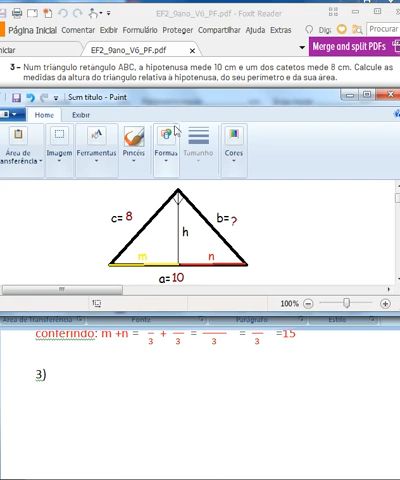 EF2_9ano_V6_PF.pdf - Foxit Reader
Página Inicial Comentar Exibir Formulário Proteger Compartilhar Ajuda Extras Dig Procurar
iciar EF2_9ano_V6_PF.pdf × Merge and split PDFs
3 – Num triângulo retângulo ABC, a hipotenusa mede 10 cm e um dos catetos mede 8 cm. Calcule as
medidas da altura do triângulo relativa à hipotenusa, do seu perímetro e da sua área.
Sem título - Paint
Home Exibir
Área de Transferência Imagem Ferramentas Pincéis Formas Tamanho Cores
c= 8 b= ?
h
m n
a=10
100%
Área de Transferência Fonte Parágrafo Estilo
conferindo: m +n = + = = =15
3 3 3 3
3)